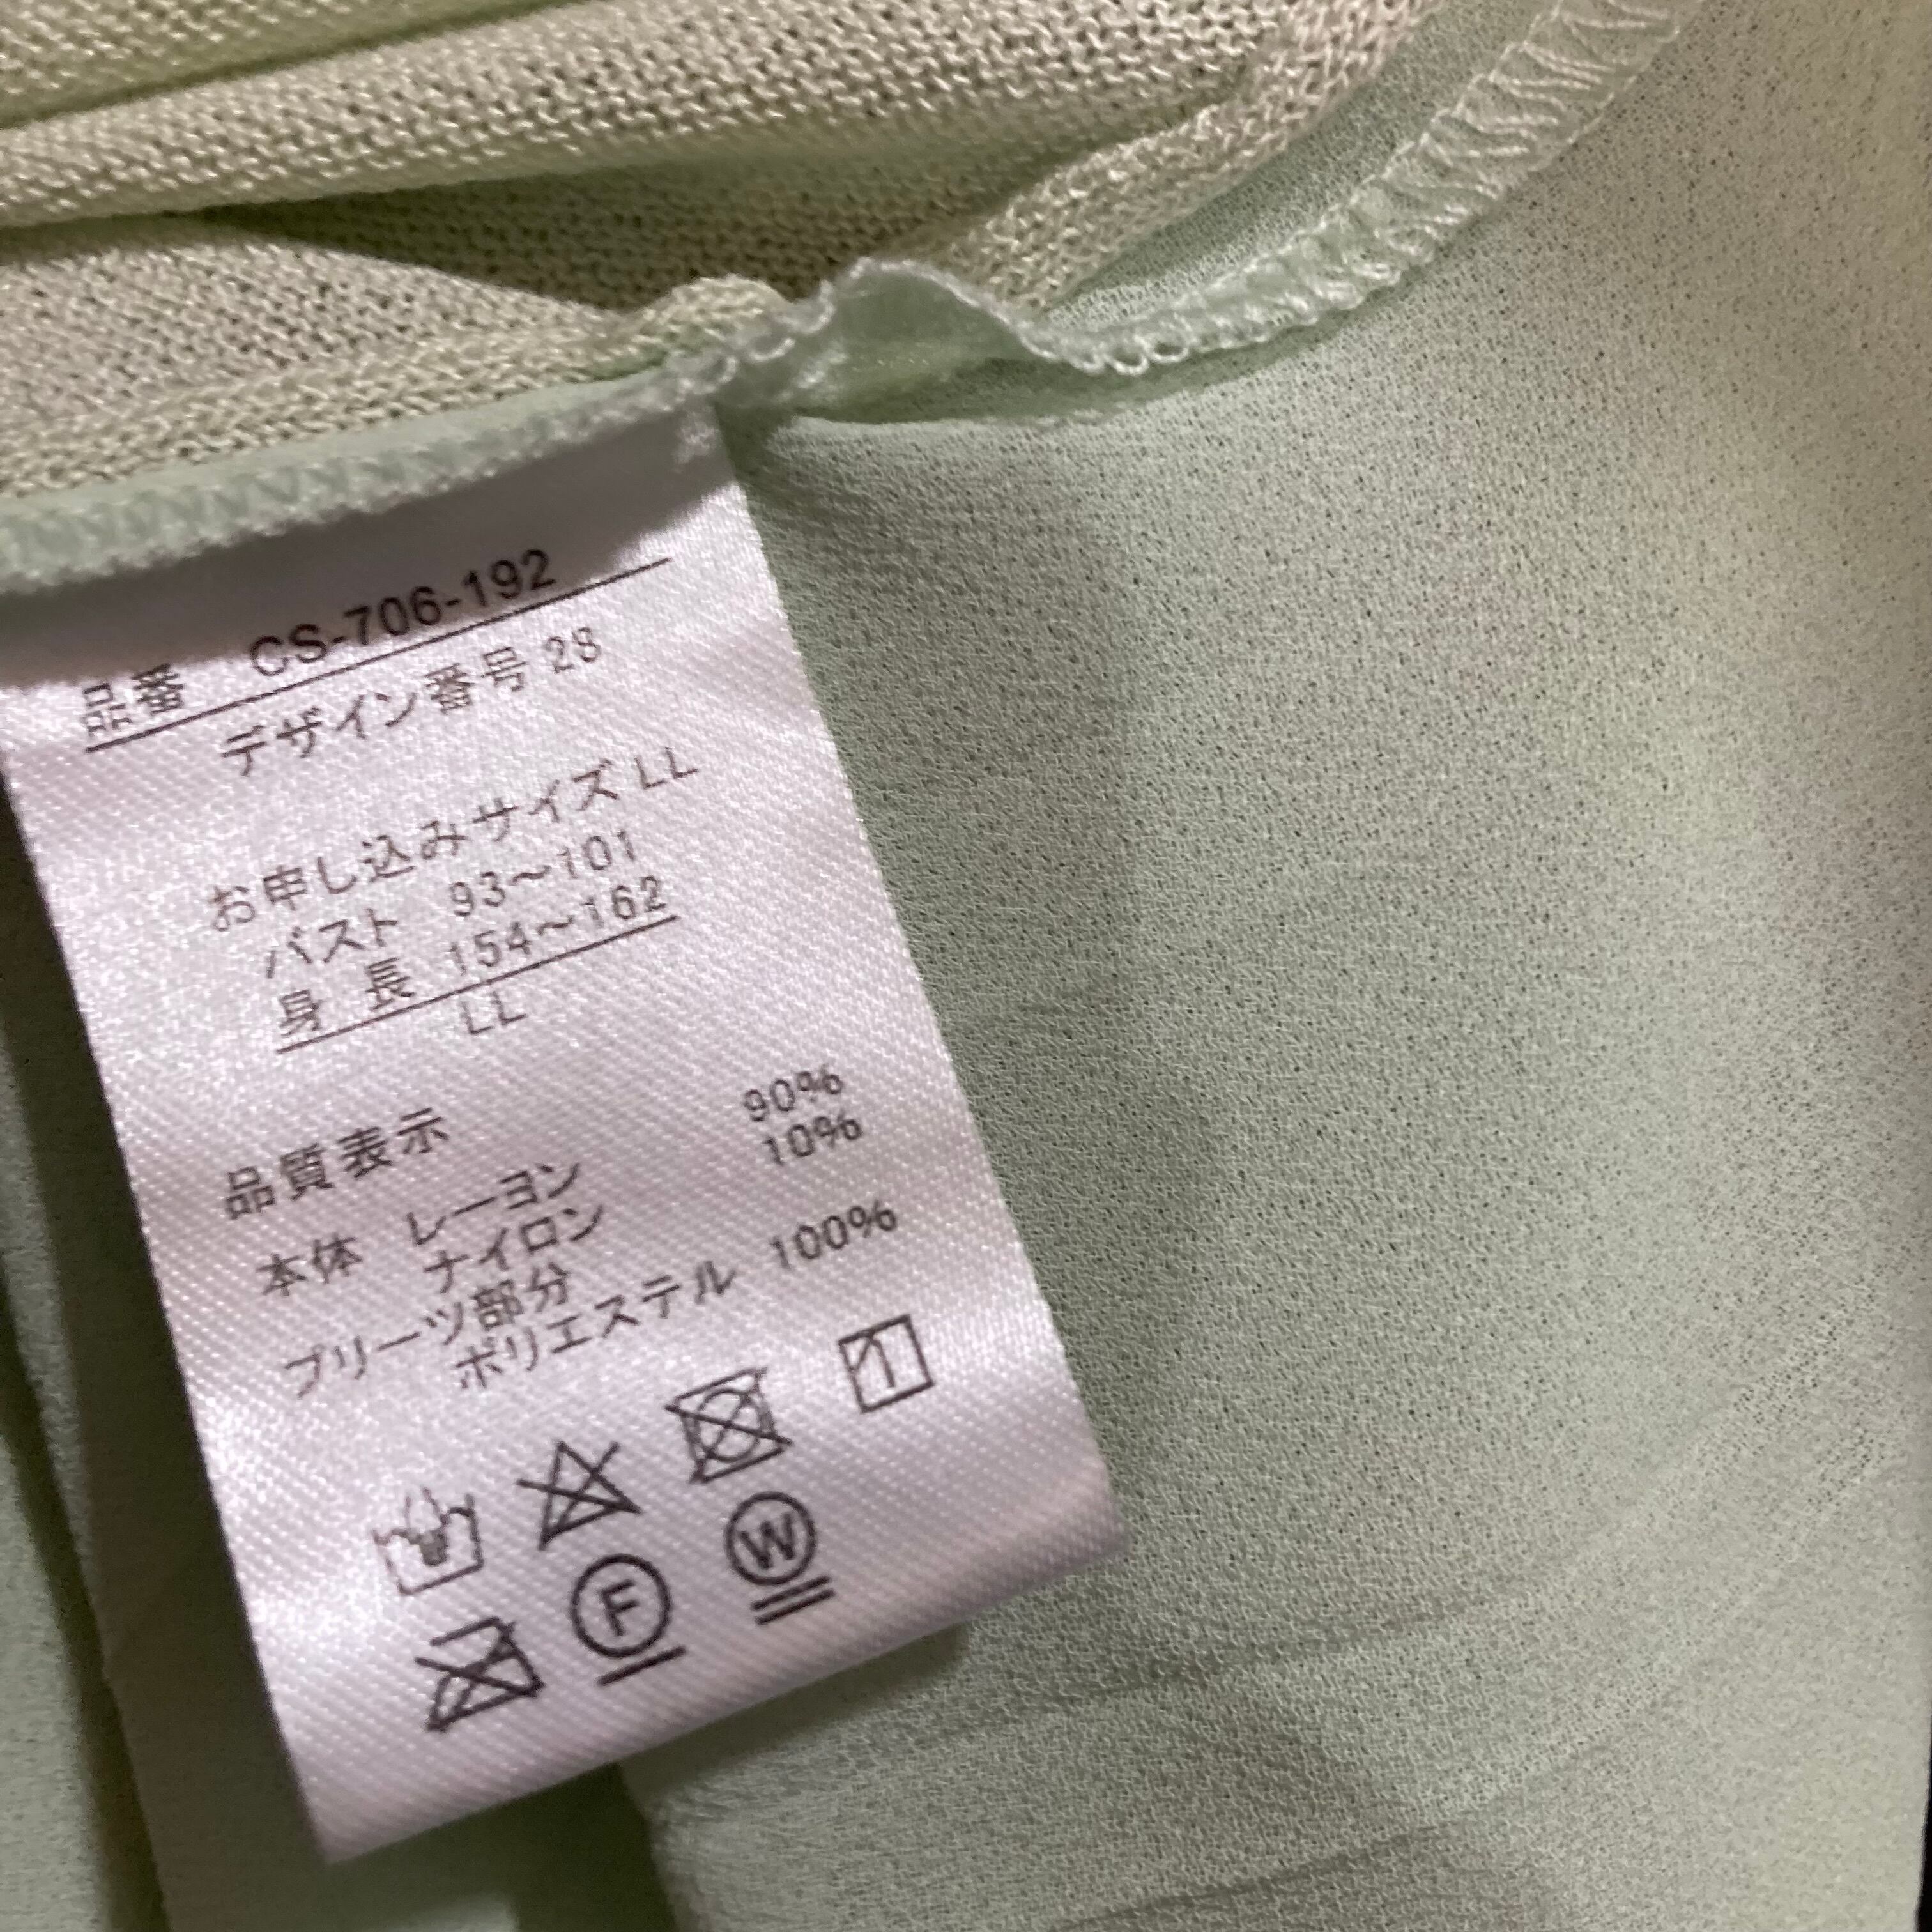 品番 CS-706-192
デザイン番号 28
お申し込みサイズ LL
バスト 93～101
身長 154～162
LL
品質表示
本体 レーヨン 90%
ナイロン 10%
プリーツ部分
ポリエステル 100%
1
F W